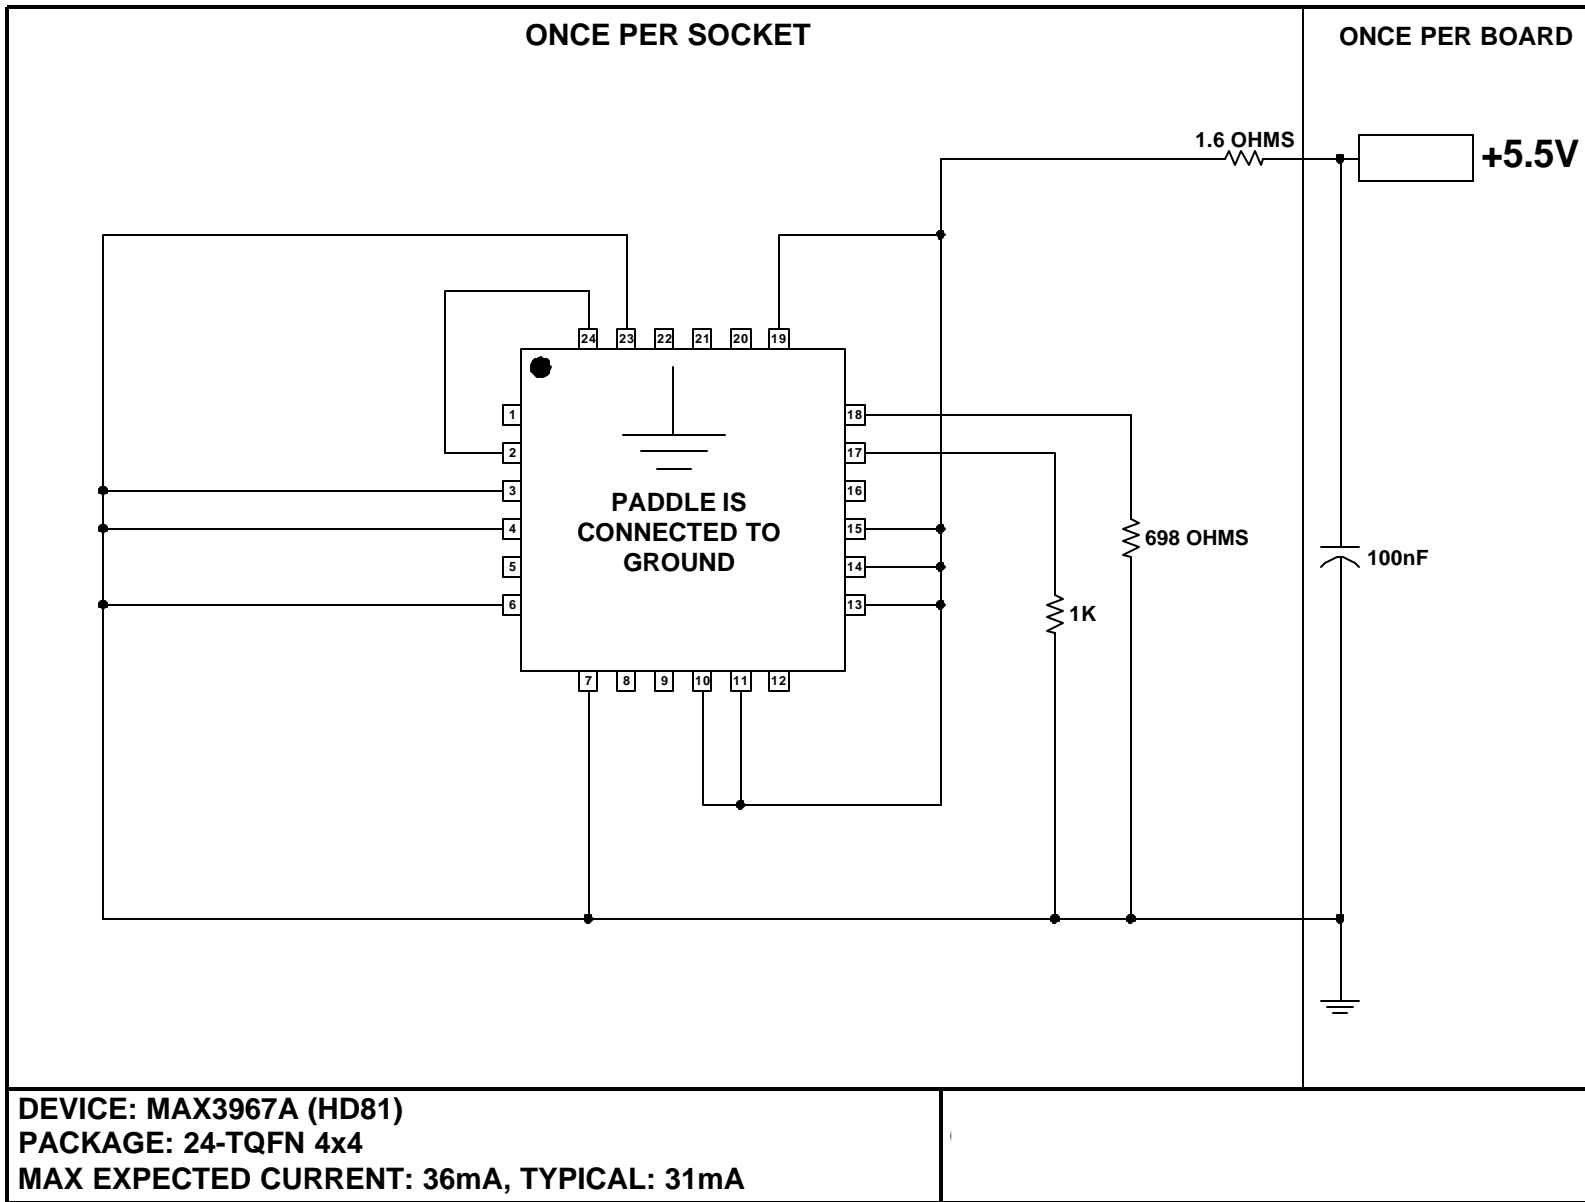 ONCE PER SOCKET
ONCE PER BOARD
1.6 OHMS
+5.5V
24 23 22 21 20 19
1
2
3
4
5
6
18
17
16
15
14
13
PADDLE IS
CONNECTED TO
GROUND
698 OHMS
100nF
1K
7 8 9 10 11 12
DEVICE: MAX3967A (HD81)
PACKAGE: 24-TQFN 4x4
MAX EXPECTED CURRENT: 36mA, TYPICAL: 31mA